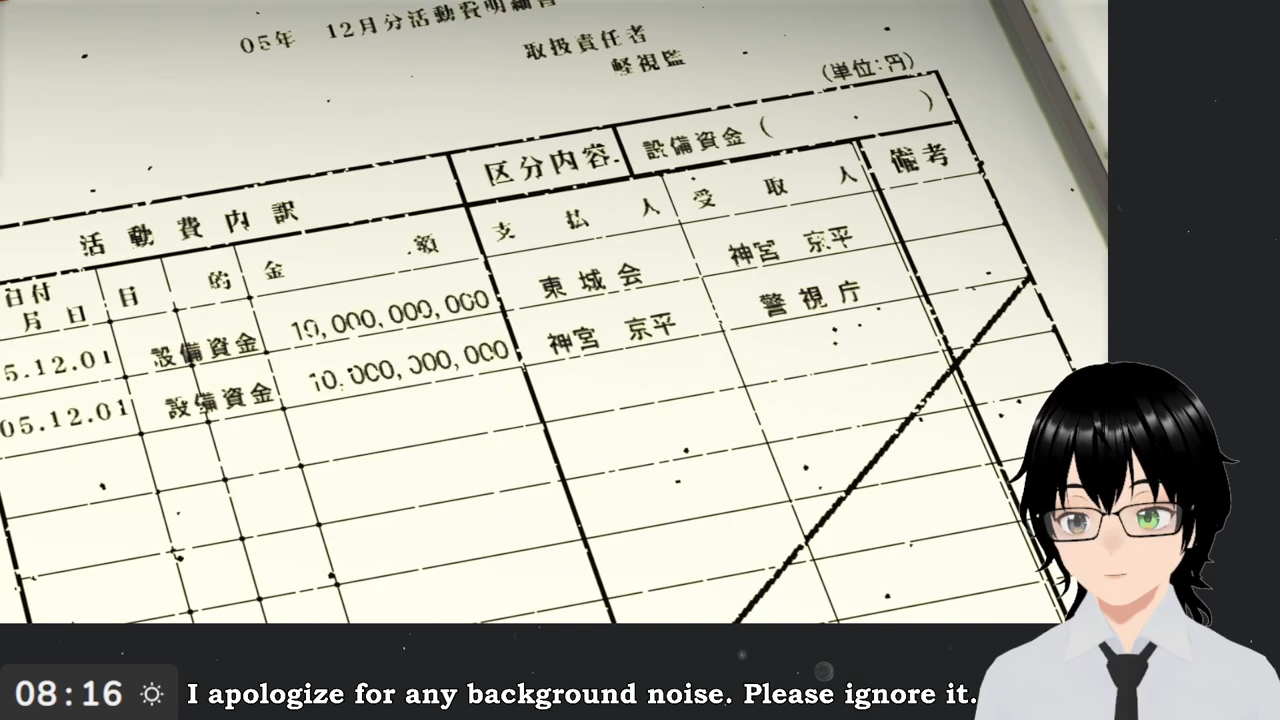 05年 12月分活動費明細書
取扱責任者
軽視監
(単位:円)
区分内容 設備資金 ( )
活動費内訳 備考
日付 目的 金額 支払人 受取人
月 日
5.12.01 設備資金 10,000,000,000 東城会 神宮 京平
05.12.01 設備資金 10,000,000,000 神宮 京平 警視庁
08:16 I apologize for any background noise. Please ignore it.